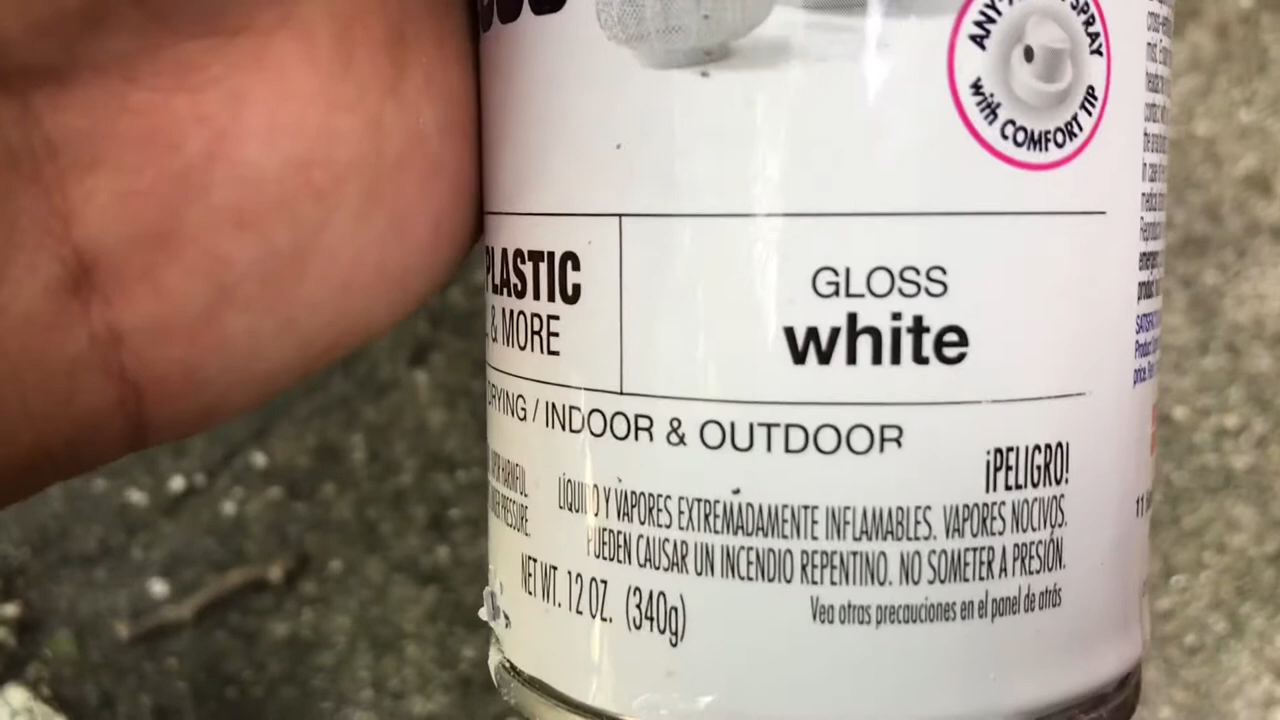 ANY- SPRAY
with COMFORT TIP
PLASTIC
& MORE
GLOSS
white
DRYING / INDOOR & OUTDOOR
¡PELIGRO!
HARMFUL
PRESSURE.
LÍQUIDO Y VAPORES EXTREMADAMENTE INFLAMABLES. VAPORES NOCIVOS.
PUEDEN CAUSAR UN INCENDIO REPENTINO. NO SOMETER A PRESIÓN.
NET WT. 12 OZ. (340g)
Vea otras precauciones en el panel de atrás